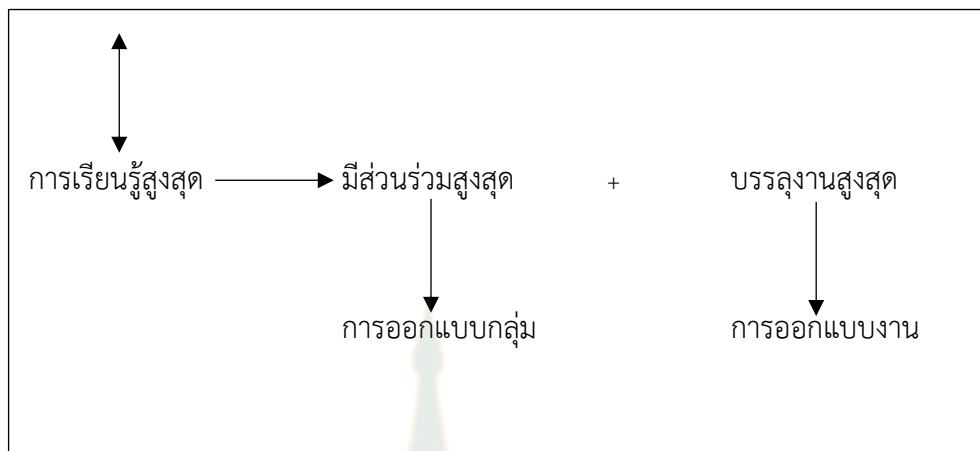 การเรียนรู้สูงสุด มีส่วนร่วมสูงสุด + บรรลุงานสูงสุด
การออกแบบกลุ่ม การออกแบบงาน